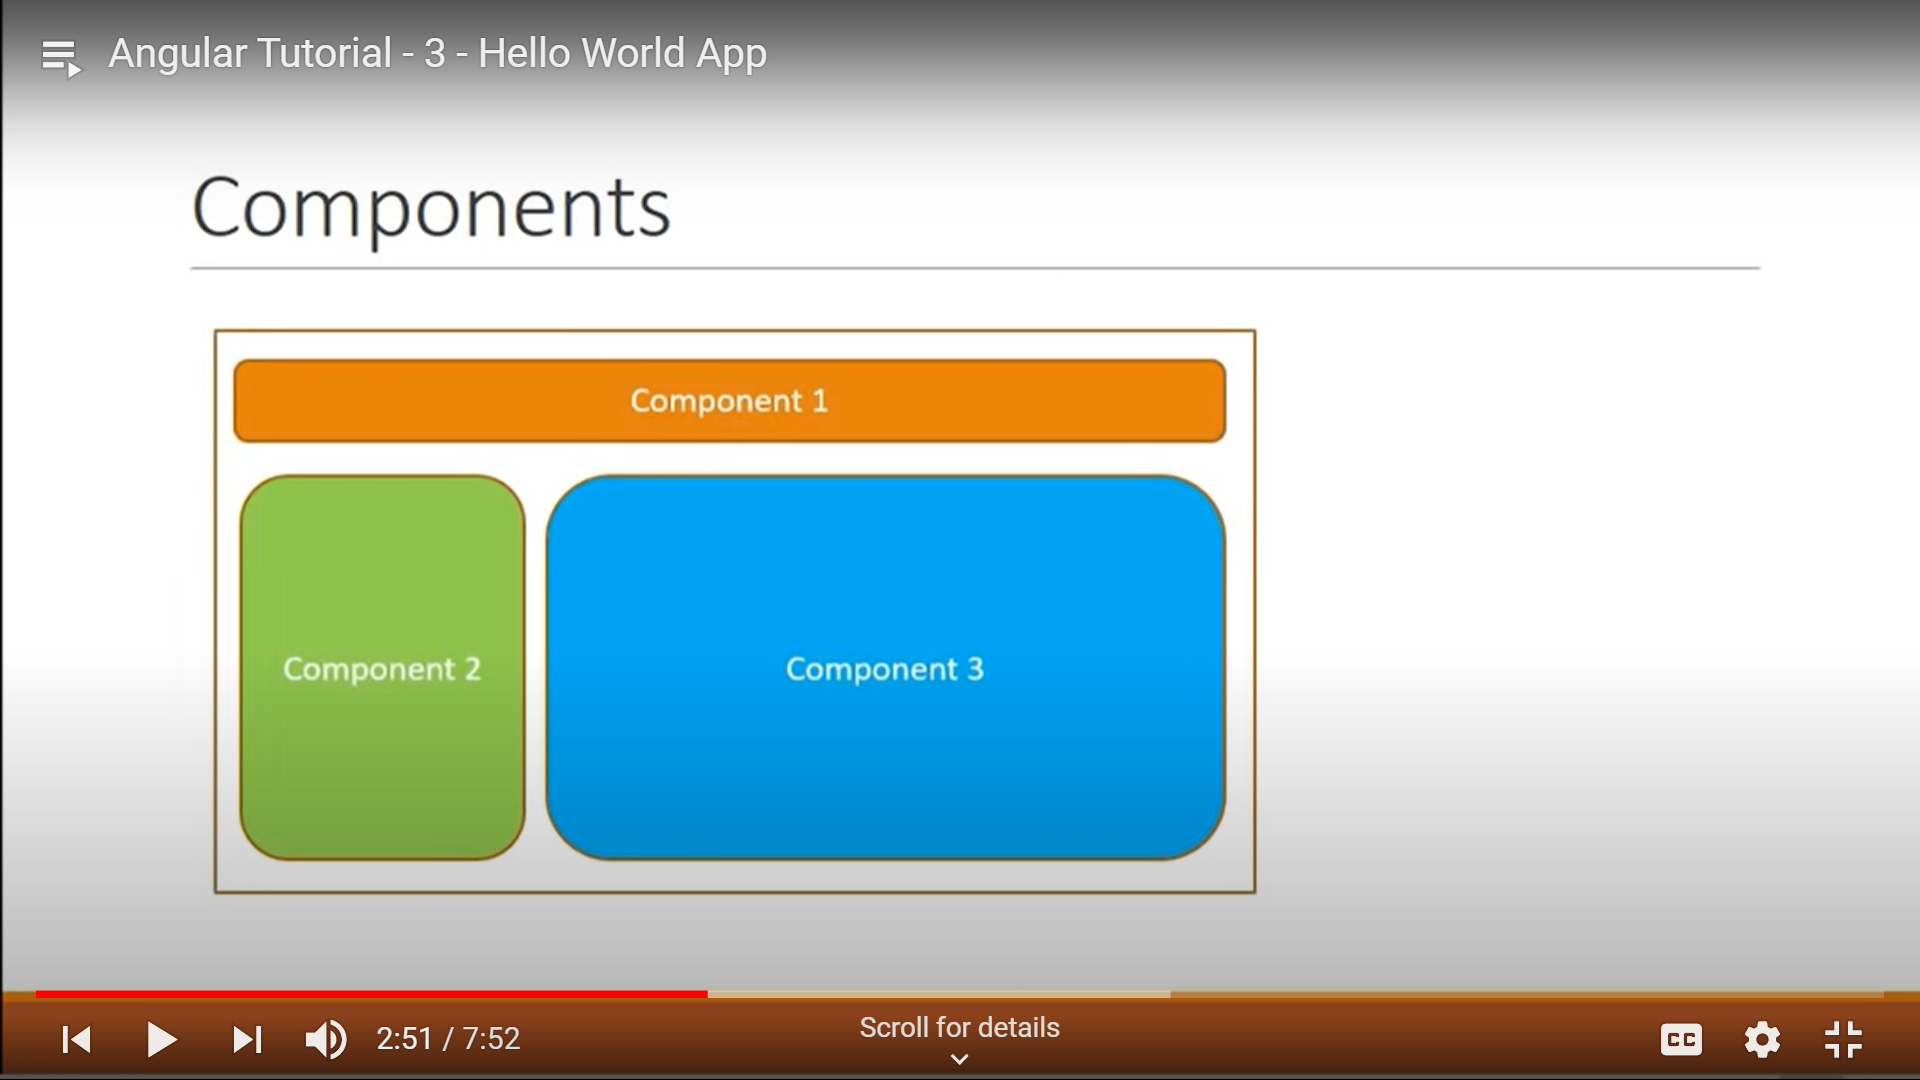 Angular Tutorial - 3 - Hello World App
Components
Component 1
Component 2
Component 3
2:51 / 7:52
Scroll for details
CC